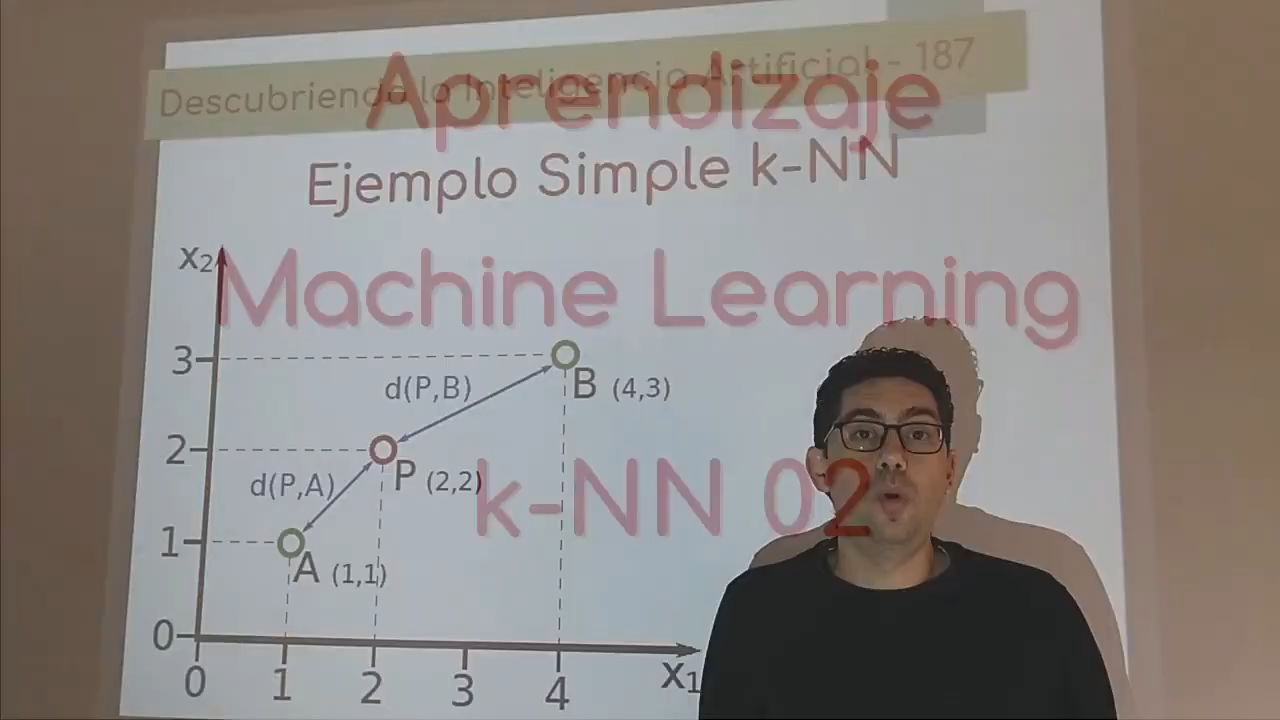 Descubriendo la Inteligencia Artificial - 187
Aprendizaje
Ejemplo Simple k-NN
Machine Learning
k-NN 02
x2
3
2
1
0
d(P,B)
B (4,3)
d(P,A)
P (2,2)
A (1,1)
0 1 2 3 4
x1